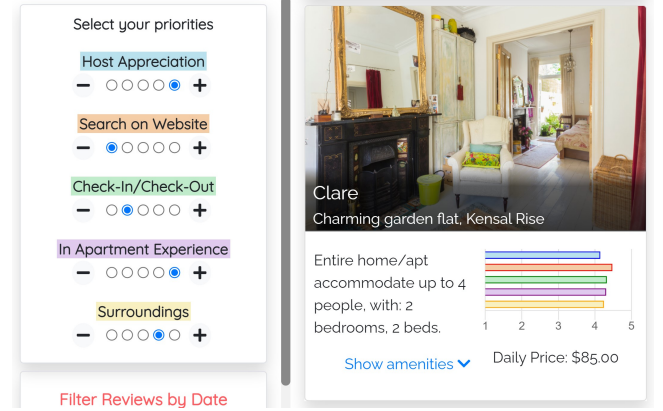 Select your priorities
Host Appreciation
Search on Website
Check-In/Check-Out
In Apartment Experience
Surroundings
Filter Reviews by Date
Clare
Charming garden flat, Kensal Rise
Entire home/apt
accommodate up to 4
people, with: 2
bedrooms, 2 beds.
Show amenities
1 2 3 4 5
Daily Price: $85.00